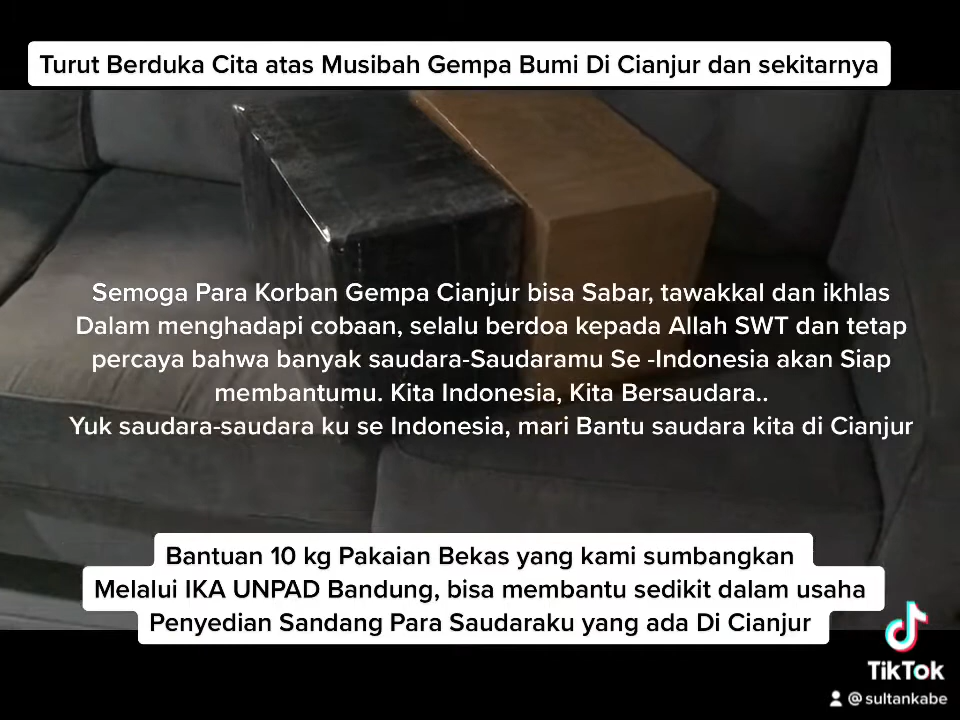 Turut Berduka Cita atas Musibah Gempa Bumi Di Cianjur dan sekitarnya
Semoga Para Korban Gempa Cianjur bisa Sabar, tawakkal dan ikhlas
Dalam menghadapi cobaan, selalu berdoa kepada Allah SWT dan tetap
percaya bahwa banyak saudara-Saudaramu Se -Indonesia akan Siap
membantumu. Kita Indonesia, Kita Bersaudara..
Yuk saudara-saudara ku se Indonesia, mari Bantu saudara kita di Cianjur
Bantuan 10 kg Pakaian Bekas yang kami sumbangkan
Melalui IKA UNPAD Bandung, bisa membantu sedikit dalam usaha
Penyedian Sandang Para Saudaraku yang ada Di Cianjur
TikTok
@sultankabe